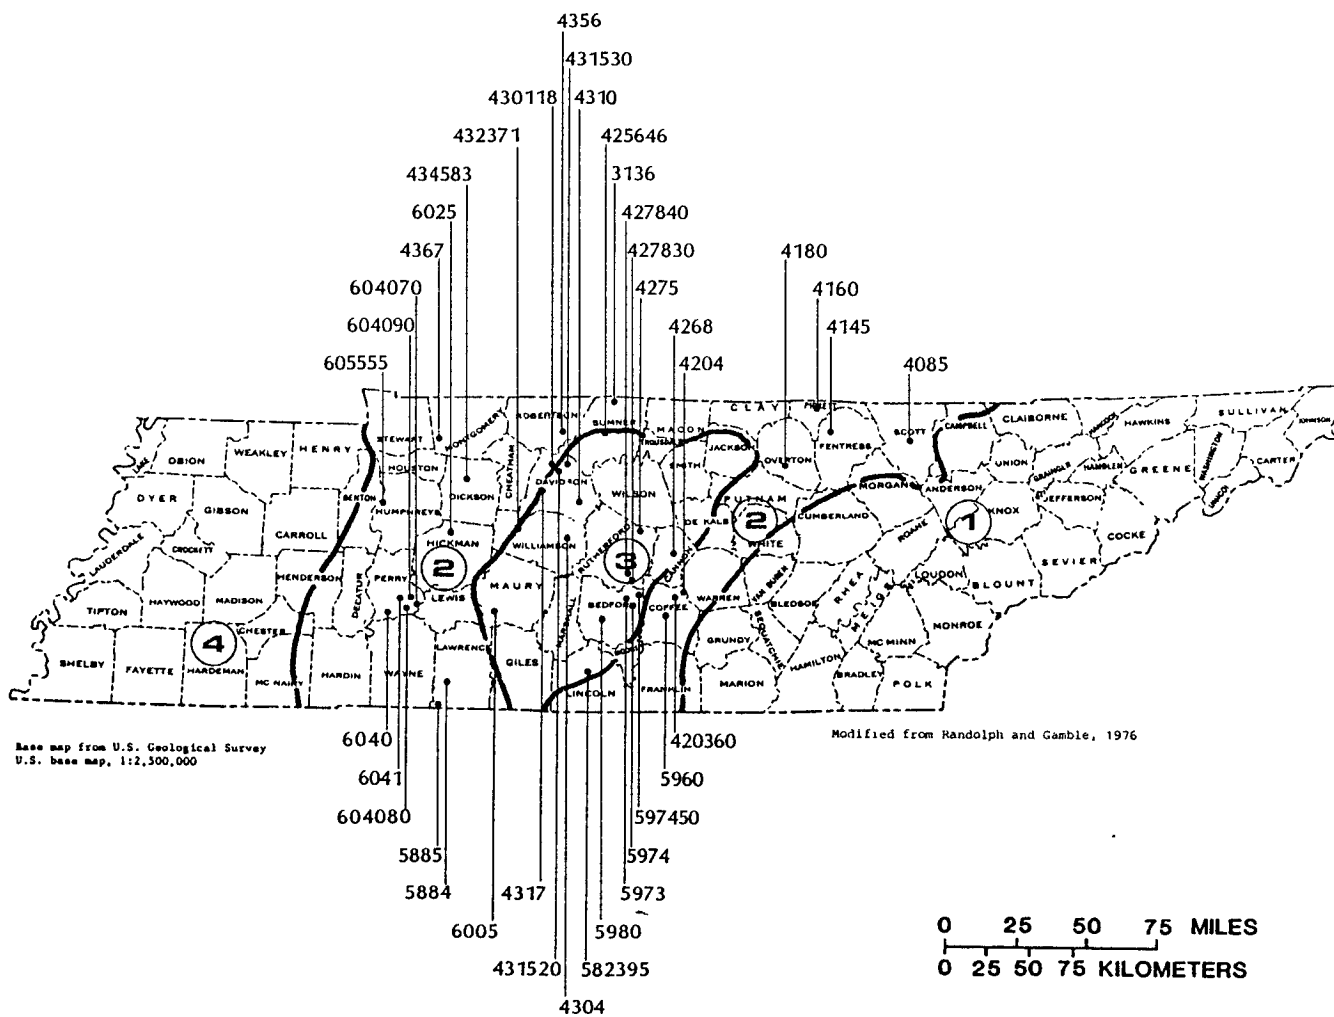 4356
431530
430118
4310
432371
425646
434583
3136
6025
427840
4367
427830
4180
604070
4275
4160
604090
4268
4145
605555
4204
4085
CLAY
PICKETT
ROBERTSON
SUMNER
MACON
SCOTT
CAMPBELL
CLAIBORNE
HANCOCK
HAWKINS
SULLIVAN
JOHNSON
STEWART
MONTGOMERY
TROUSDALE
FENTRESS
HENRY
WEAKLEY
OBION
LAKE
HOUSTON
CHEATHAM
SMITH
JACKSON
OVERTON
UNION
GRAINGER
HAMBLEN
GREENE
WASHINGTON
CARTER
UNICO
DYER
GIBSON
BENTON
HUMPHREYS
DICKSON
DAVIDSON
WILSON
PUTNAM
MORGAN
ANDERSON
JEFFERSON
KNOX
CARROLL
CROCKETT
LAUDERDALE
HICKMAN
WILLIAMSON
RUTHERFORD
DE KALB
WHITE
CUMBERLAND
ROANE
COCKE
SEVIER
1
2
2
3
HENDERSON
DECATUR
PERRY
LEWIS
MAURY
CANNON
WARREN
VAN BUREN
BLEDSOE
RHEA
MEIGS
LOUDON
BLOUNT
TIPTON
HAYWOOD
MADISON
CHESTER
MARSHALL
BEDFORD
COFFEE
GRUNDY
SEQUATCHIE
MC MINN
MONROE
4
SHELBY
FAYETTE
HARDEMAN
MC NAIRY
HARDIN
WAYNE
LAWRENCE
GILES
LINCOLN
FRANKLIN
MARION
HAMILTON
BRADLEY
POLK
Base map from U.S. Geological Survey
U.S. base map, 1:2,500,000
Modified from Randolph and Gamble, 1976
6040
420360
6041
5960
604080
597450
5885
5974
5884
4317
5973
6005
5980
431520
582395
4304
0 25 50 75 MILES
0 25 50 75 KILOMETERS